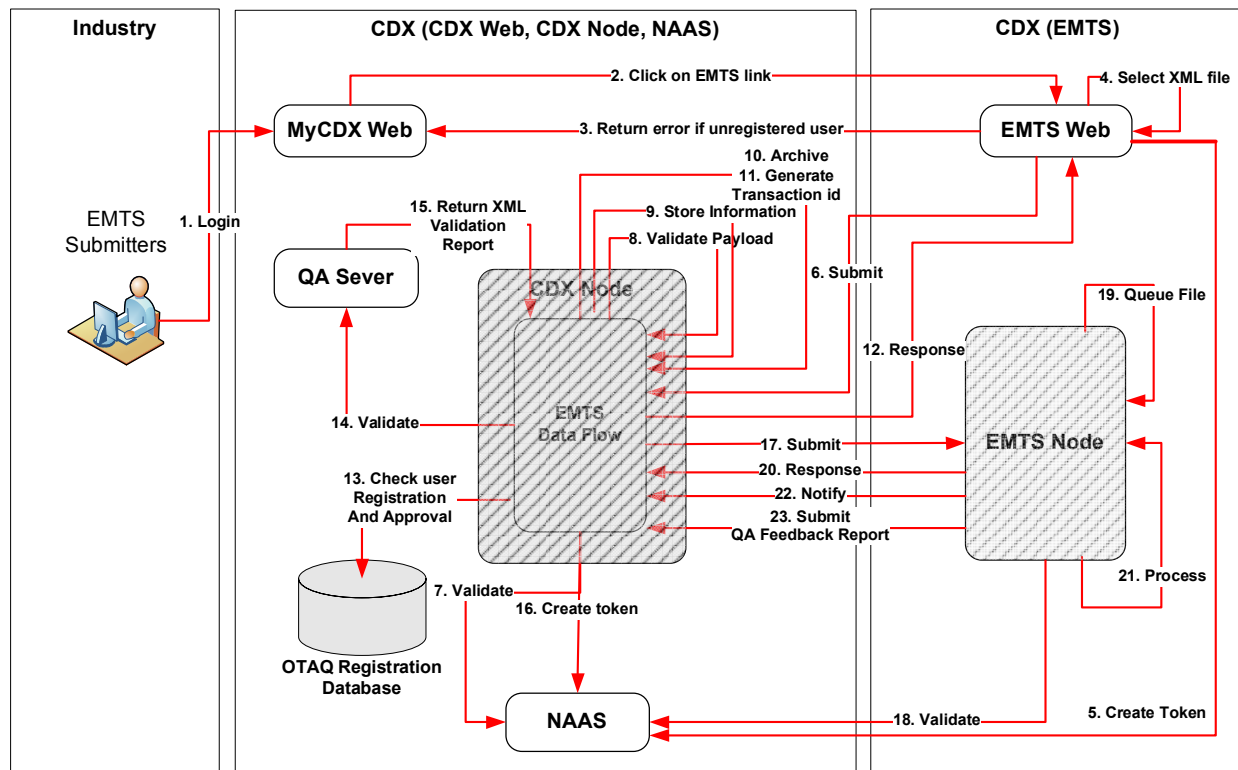 Industry
CDX (CDX Web, CDX Node, NAAS)
CDX (EMTS)
2. Click on EMTS link
4. Select XML file
MyCDX Web
3. Return error if unregistered user
EMTS Web
10. Archive
11. Generate
Transaction id
15. Return XML
Validation
Report
9. Store Information
8. Validate Payload
1. Login
EMTS
Submitters
QA Sever
6. Submit
CDX Node
19. Queue File
12. Response
EMTS
Data Flow
14. Validate
17. Submit
EMTS Node
20. Response
13. Check user
Registration
And Approval
22. Notify
23. Submit
QA Feedback Report
21. Process
7. Validate
16. Create token
OTAQ Registration
Database
NAAS
18. Validate
5. Create Token